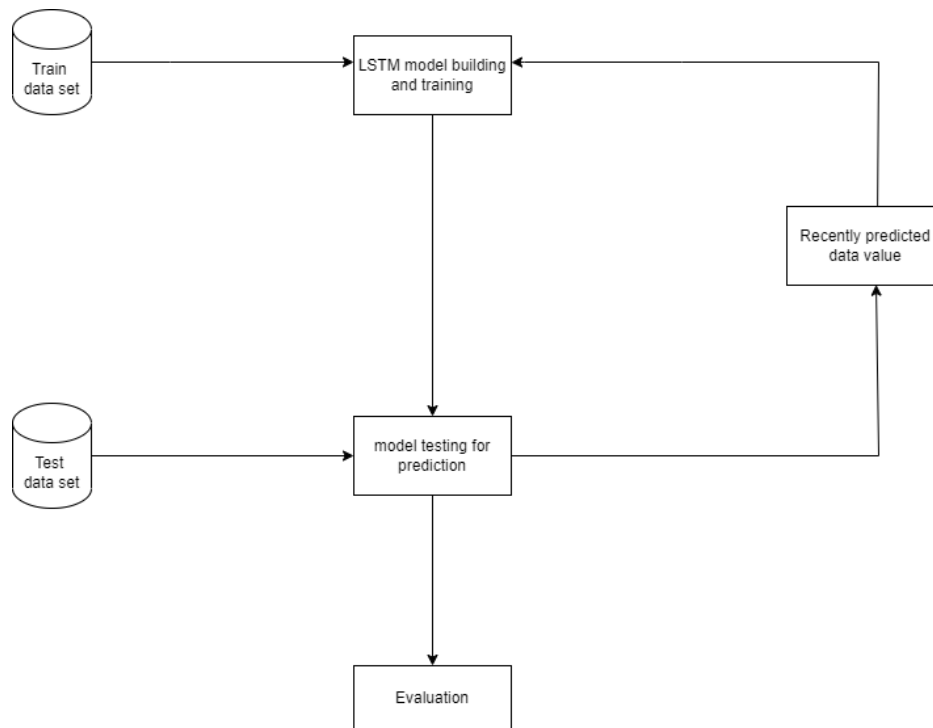 Train
data set
LSTM model building
and training
Recently predicted
data value
Test
data set
model testing for
prediction
Evaluation